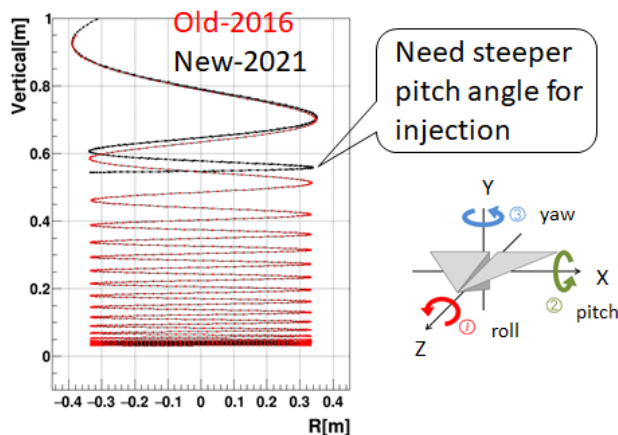 Old-2016
New-2021
Vertical[m]
1
0.8
0.6
0.4
0.2
0
−0.4 −0.3 −0.2 −0.1 0 0.1 0.2 0.3 0.4
R[m]
Need steeper
pitch angle for
injection
Y
③
yaw
X
②
pitch
①
roll
Z